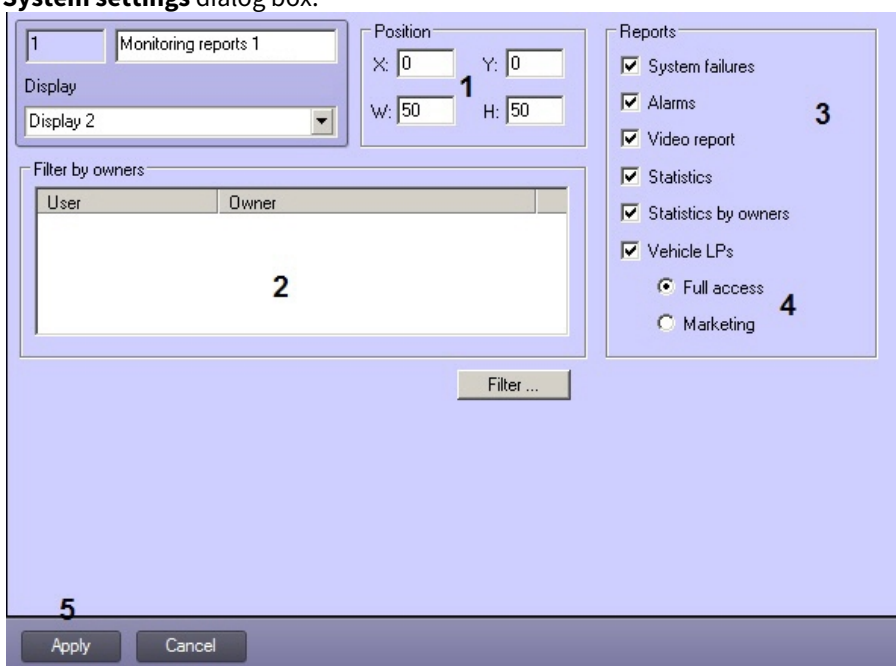 System settings dialog box.
1
Monitoring reports 1
Display
Display 2
Position
X: 0 Y: 0
1
W: 50 H: 50
Reports
System failures
Alarms
3
Video report
Statistics
Statistics by owners
Vehicle LPs
Full access
4
Marketing
Filter by owners
User Owner
2
Filter ...
5
Apply Cancel